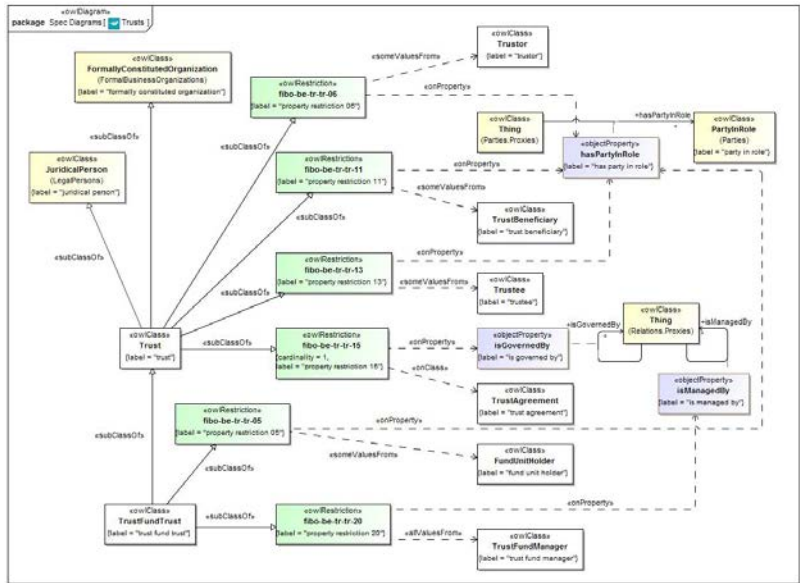 «owlDiagram»
package Spec Diagrams [ Trusts ]
«owlClass»
FormallyConstitutedOrganization
(FormalBusinessOrganizations)
[label = "formally constituted organization"]
«owlClass»
JuridicalPerson
(LegalPersons)
[label = "juridical person"]
«subClassOf»
«subClassOf»
«subClassOf»
«subClassOf»
«subClassOf»
«owlRestriction»
fibo-be-tr-tr-06
[label = "property restriction 06"]
«someValuesFrom»
«owlClass»
Trustor
[label = "trustor"]
«onProperty»
«owlClass»
Thing
(Parties.Proxies)
+hasPartyInRole
*
«owlClass»
PartyInRole
(Parties)
[label = "party in role"]
«objectProperty»
hasPartyInRole
[label = "has party in role"]
«owlRestriction»
fibo-be-tr-tr-11
[label = "property restriction 11"]
«onProperty»
«someValuesFrom»
«owlClass»
TrustBeneficiary
[label = "trust beneficiary"]
«owlRestriction»
fibo-be-tr-tr-13
[label = "property restriction 13"]
«onProperty»
«someValuesFrom»
«owlClass»
Trustee
[label = "trustee"]
«owlClass»
Trust
[label = "trust"]
«subClassOf»
«owlRestriction»
fibo-be-tr-tr-15
[cardinality = 1,
label = "property restriction 15"]
«onProperty»
«objectProperty»
isGovernedBy
[label = "is governed by"]
+isGovernedBy
*
«owlClass»
Thing
(Relations.Proxies)
+isManagedBy
*
«objectProperty»
isManagedBy
[label = "is managed by"]
«onClass»
«owlClass»
TrustAgreement
[label = "trust agreement"]
«subClassOf»
«owlRestriction»
fibo-be-tr-tr-05
[label = "property restriction 05"]
«onProperty»
«someValuesFrom»
«owlClass»
FundUnitHolder
[label = "fund unit holder"]
«subClassOf»
«owlClass»
TrustFundTrust
[label = "trust fund trust"]
«subClassOf»
«owlRestriction»
fibo-be-tr-tr-20
[label = "property restriction 20"]
«onProperty»
«allValuesFrom»
«owlClass»
TrustFundManager
[label = "trust fund manager"]